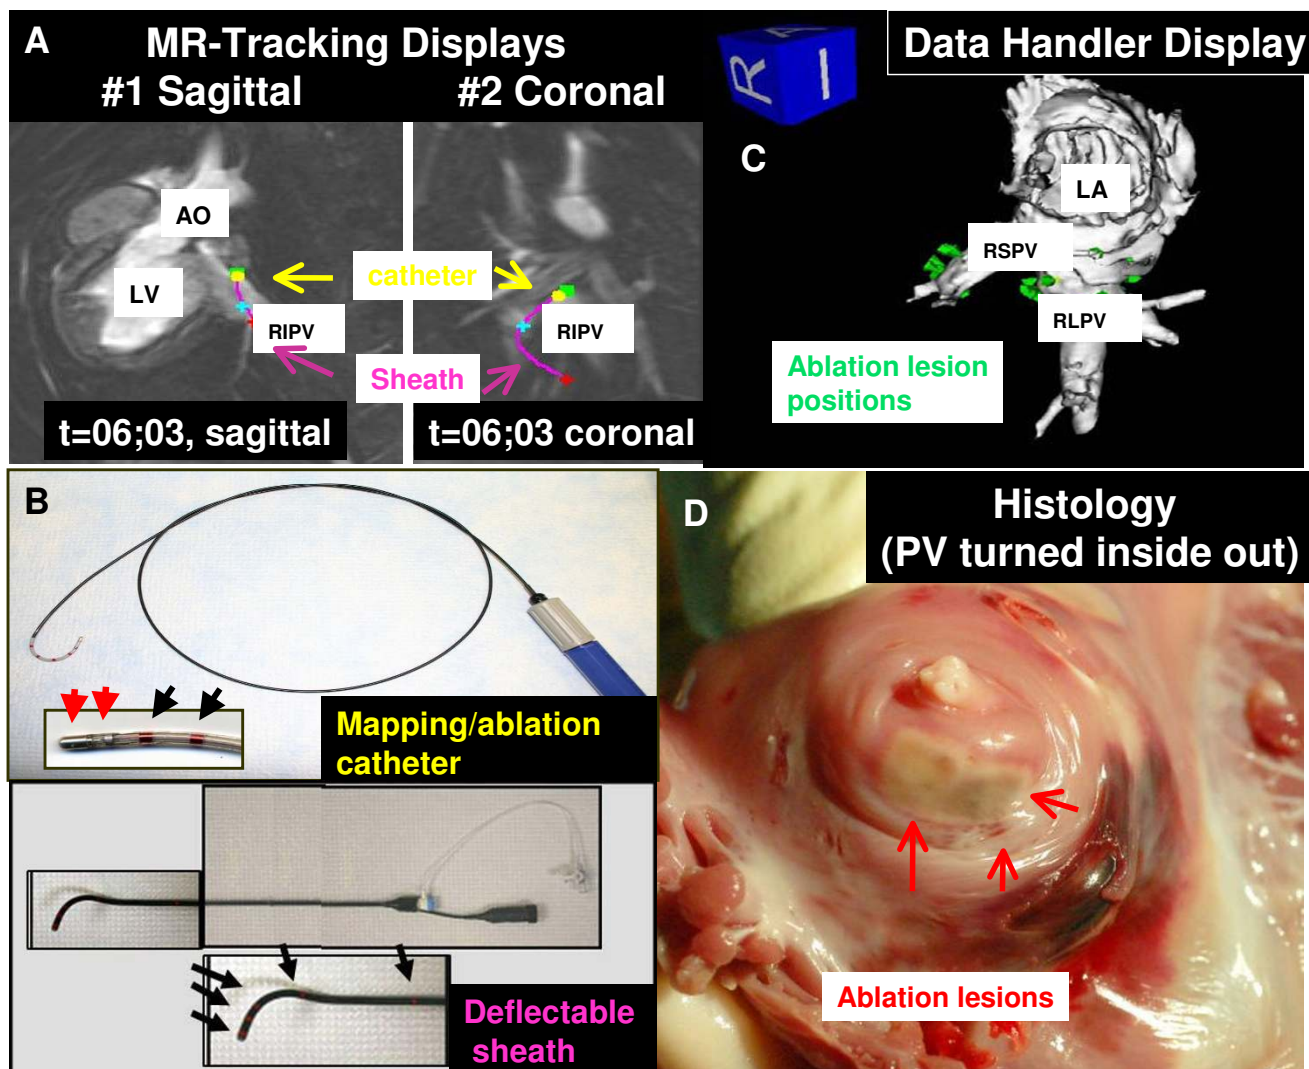 A
MR-Tracking Displays
#1 Sagittal
#2 Coronal
AO
LV
RIPV
catheter
RIPV
Sheath
t=06;03, sagittal
t=06;03 coronal
R
A
I
Data Handler Display
C
LA
RSPV
RLPV
Ablation lesion
positions
B
Mapping/ablation
catheter
Deflectable
sheath
D
Histology
(PV turned inside out)
Ablation lesions